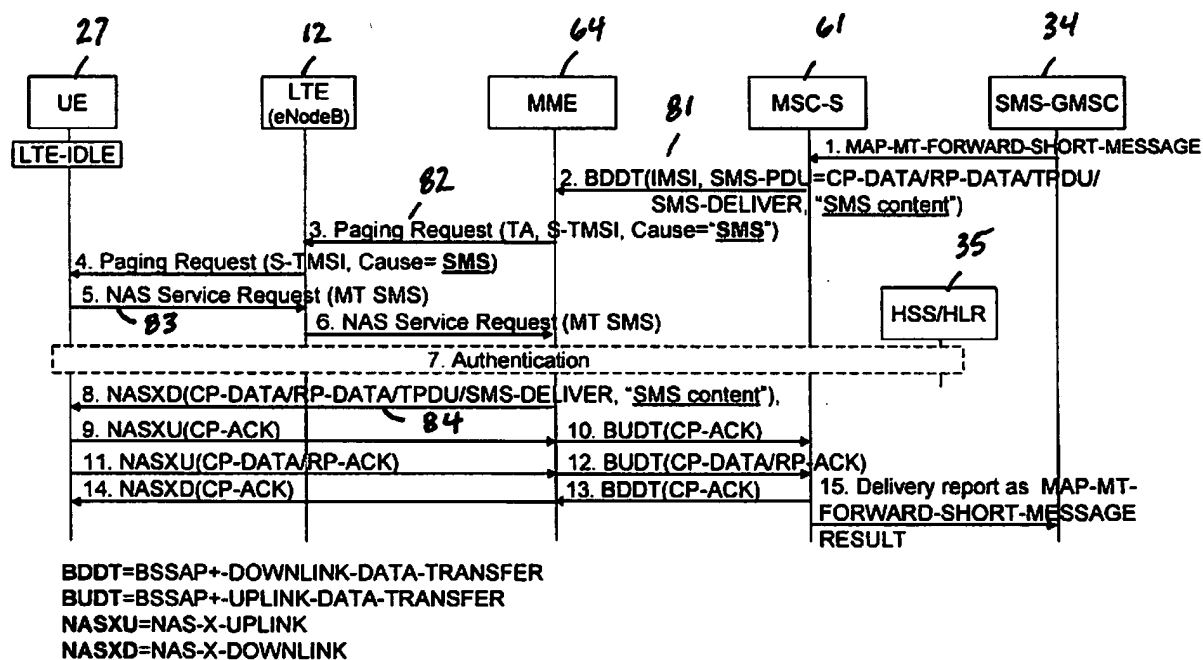 27 12 64 61 34
UE
LTE
(eNodeB)
MME
MSC-S
SMS-GMSC
81
LTE-IDLE
1. MAP-MT-FORWARD-SHORT-MESSAGE
2. BDDT(IMSI, SMS-PDU=CP-DATA/RP-DATA/TPDU/
SMS-DELIVER, "SMS content")
82
3. Paging Request (TA, S-TMSI, Cause="SMS")
4. Paging Request (S-TMSI, Cause= SMS)
35
5. NAS Service Request (MT SMS)
83
HSS/HLR
6. NAS Service Request (MT SMS)
7. Authentication
8. NASXD(CP-DATA/RP-DATA/TPDU/SMS-DELIVER, "SMS content"),
84
9. NASXU(CP-ACK) 10. BUDT(CP-ACK)
11. NASXU(CP-DATA/RP-ACK) 12. BUDT(CP-DATA/RP-ACK)
14. NASXD(CP-ACK) 13. BDDT(CP-ACK)
15. Delivery report as MAP-MT-
FORWARD-SHORT-MESSAGE
RESULT
BDDT=BSSAP+-DOWNLINK-DATA-TRANSFER
BUDT=BSSAP+-UPLINK-DATA-TRANSFER
NASXU=NAS-X-UPLINK
NASXD=NAS-X-DOWNLINK